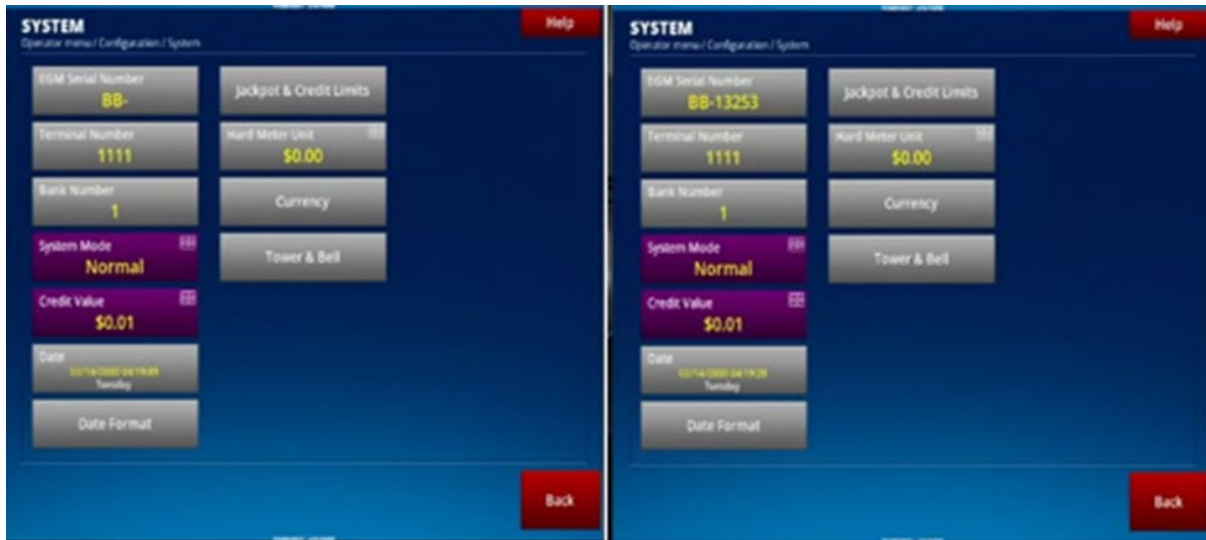 SYSTEM
Operator menu / Configuration / System
Help
EGM Serial Number
BB-
Jackpot & Credit Limits
Terminal Number
1111
Hard Meter Unit
$0.00
Bank Number
1
Currency
System Mode
Normal
Tower & Bell
Credit Value
$0.01
Date
Tuesday
Date Format
Back
SYSTEM
Operator menu / Configuration / System
Help
EGM Serial Number
BB-13253
Jackpot & Credit Limits
Terminal Number
1111
Hard Meter Unit
$0.00
Bank Number
1
Currency
System Mode
Normal
Tower & Bell
Credit Value
$0.01
Date
Tuesday
Date Format
Back